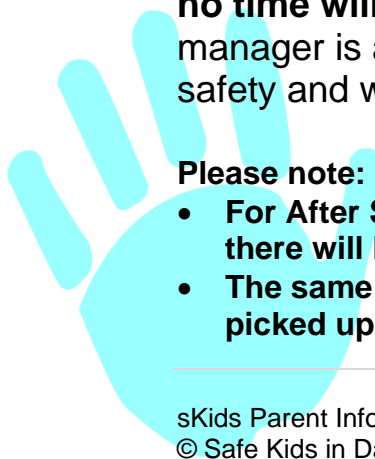 no time will
manager is a
safety and w
Please note:
• For After S
there will
• The same
picked up
sKids Parent Info
© Safe Kids in Da